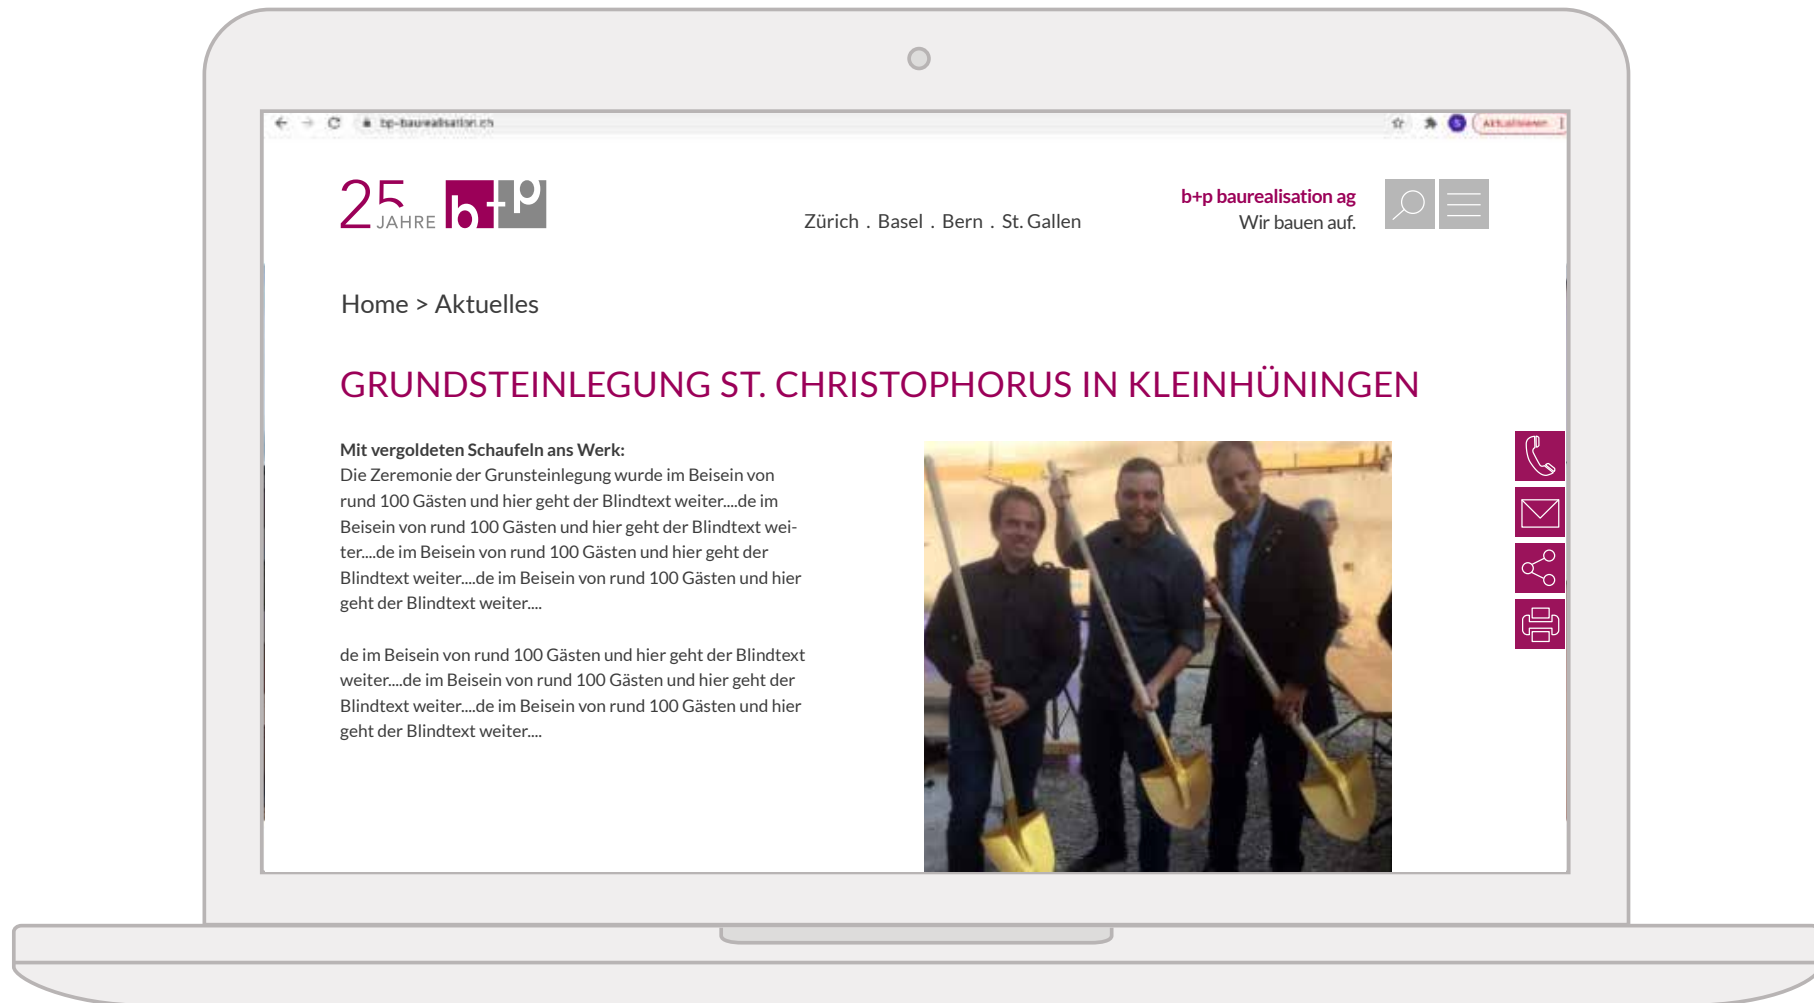 bp-baurealisation.ch
Aktualisieren
25 JAHRE b+p
Zürich . Basel . Bern . St. Gallen
b+p baurealisation ag
Wir bauen auf.
Home > Aktuelles
GRUNDSTEINLEGUNG ST. CHRISTOPHORUS IN KLEINHÜNINGEN
Mit vergoldeten Schaufeln ans Werk:
Die Zeremonie der Grunsteinlegung wurde im Beisein von
rund 100 Gästen und hier geht der Blindtext weiter....de im
Beisein von rund 100 Gästen und hier geht der Blindtext wei-
ter....de im Beisein von rund 100 Gästen und hier geht der
Blindtext weiter....de im Beisein von rund 100 Gästen und hier
geht der Blindtext weiter....
de im Beisein von rund 100 Gästen und hier geht der Blindtext
weiter....de im Beisein von rund 100 Gästen und hier geht der
Blindtext weiter....de im Beisein von rund 100 Gästen und hier
geht der Blindtext weiter....